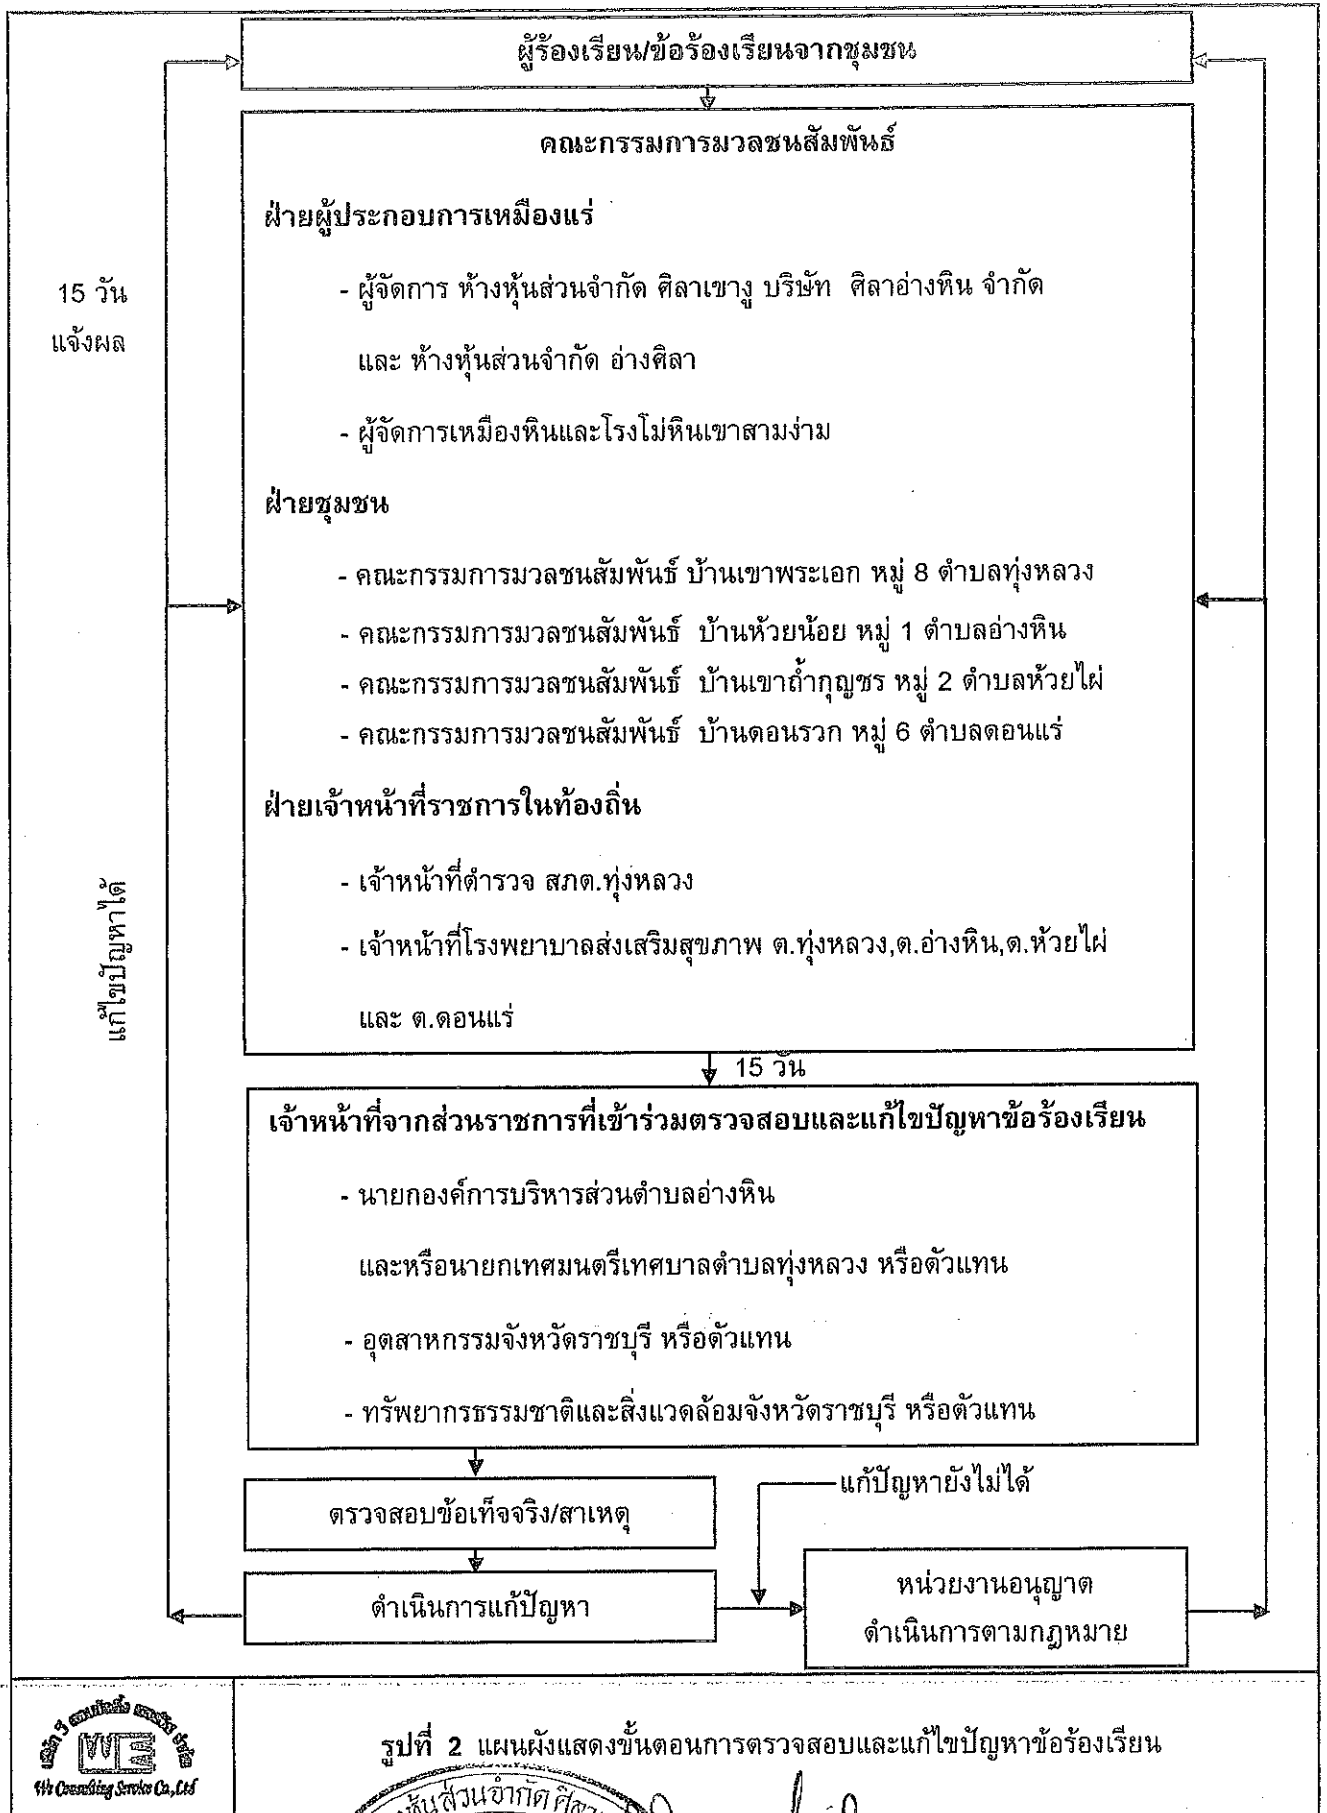 ผู้ร้องเรียน/ข้อร้องเรียนจากชุมชน
คณะกรรมการมวลชนสัมพันธ์
ฝ่ายผู้ประกอบการเหมืองแร่
- ผู้จัดการ ห้างหุ้นส่วนจำกัด ศิลาเขางู บริษัท ศิลาอ่างหิน จำกัด
และ ห้างหุ้นส่วนจำกัด อ่างศิลา
- ผู้จัดการเหมืองหินและโรงโม่หินเขาสามง่าม
15 วัน
แจ้งผล
ฝ่ายชุมชน
- คณะกรรมการมวลชนสัมพันธ์ บ้านเขาพระเอก หมู่ 8 ตำบลทุ่งหลวง
- คณะกรรมการมวลชนสัมพันธ์ บ้านห้วยน้อย หมู่ 1 ตำบลอ่างหิน
- คณะกรรมการมวลชนสัมพันธ์ บ้านเขาถ้ำกุญชร หมู่ 2 ตำบลห้วยไผ่
- คณะกรรมการมวลชนสัมพันธ์ บ้านดอนรวก หมู่ 6 ตำบลดอนแร่
ฝ่ายเจ้าหน้าที่ราชการในท้องถิ่น
- เจ้าหน้าที่ตำรวจ สภต.ทุ่งหลวง
- เจ้าหน้าที่โรงพยาบาลส่งเสริมสุขภาพ ต.ทุ่งหลวง,ต.อ่างหิน,ต.ห้วยไผ่
และ ต.ดอนแร่
แก้ไขปัญหาได้
15 วัน
เจ้าหน้าที่จากส่วนราชการที่เข้าร่วมตรวจสอบและแก้ไขปัญหาข้อร้องเรียน
- นายกองค์การบริหารส่วนตำบลอ่างหิน
และหรือนายกเทศมนตรีเทศบาลตำบลทุ่งหลวง หรือตัวแทน
- อุตสาหกรรมจังหวัดราชบุรี หรือตัวแทน
- ทรัพยากรธรรมชาติและสิ่งแวดล้อมจังหวัดราชบุรี หรือตัวแทน
แก้ปัญหายังไม่ได้
ตรวจสอบข้อเท็จจริง/สาเหตุ
ดำเนินการแก้ปัญหา
หน่วยงานอนุญาต
ดำเนินการตามกฎหมาย
บริษัท วี คอนซัลติ้ง เซอร์วิส จำกัด
WE
We Consulting Service Co.,Ltd
รูปที่ 2 แผนผังแสดงขั้นตอนการตรวจสอบและแก้ไขปัญหาข้อร้องเรียน
หุ้นส่วนจำกัด